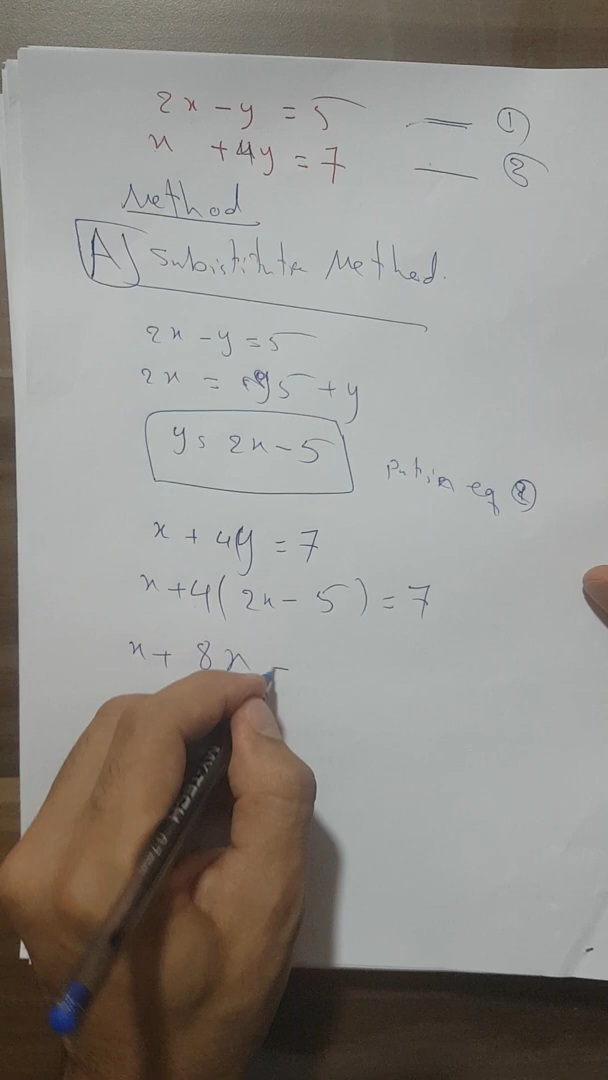 2x - y = 5 — ①
x + 4y = 7 — ②
Method
A) Subistitute Method.
2x - y = 5
2x = 5 + y
y = 2x - 5
Put in eq ②
x + 4y = 7
x + 4(2x - 5) = 7
x + 8x -